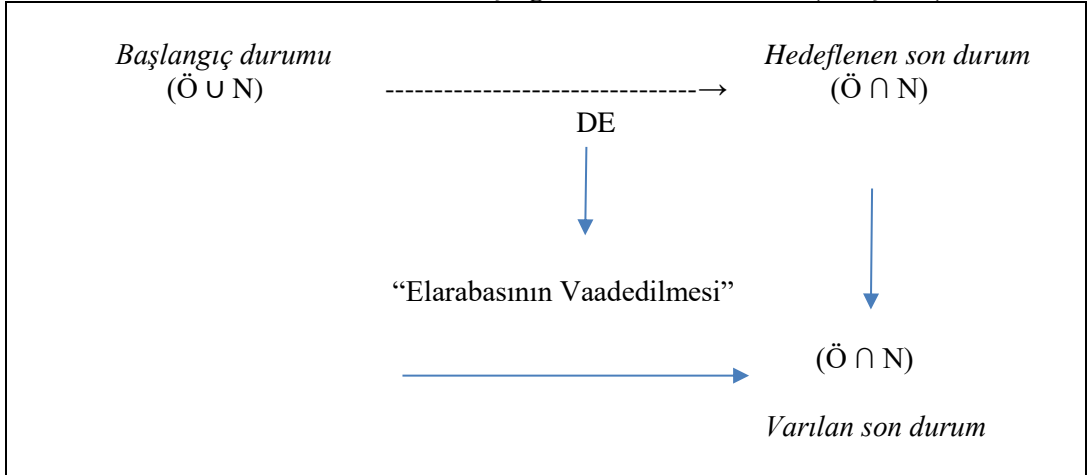 Başlangıç durumu Hedeflenen son durum
(Ö ∪ N) --------------------------------→ (Ö ∩ N)
DE
“Elarabasının Vaadedilmesi”
(Ö ∩ N)
Varılan son durum